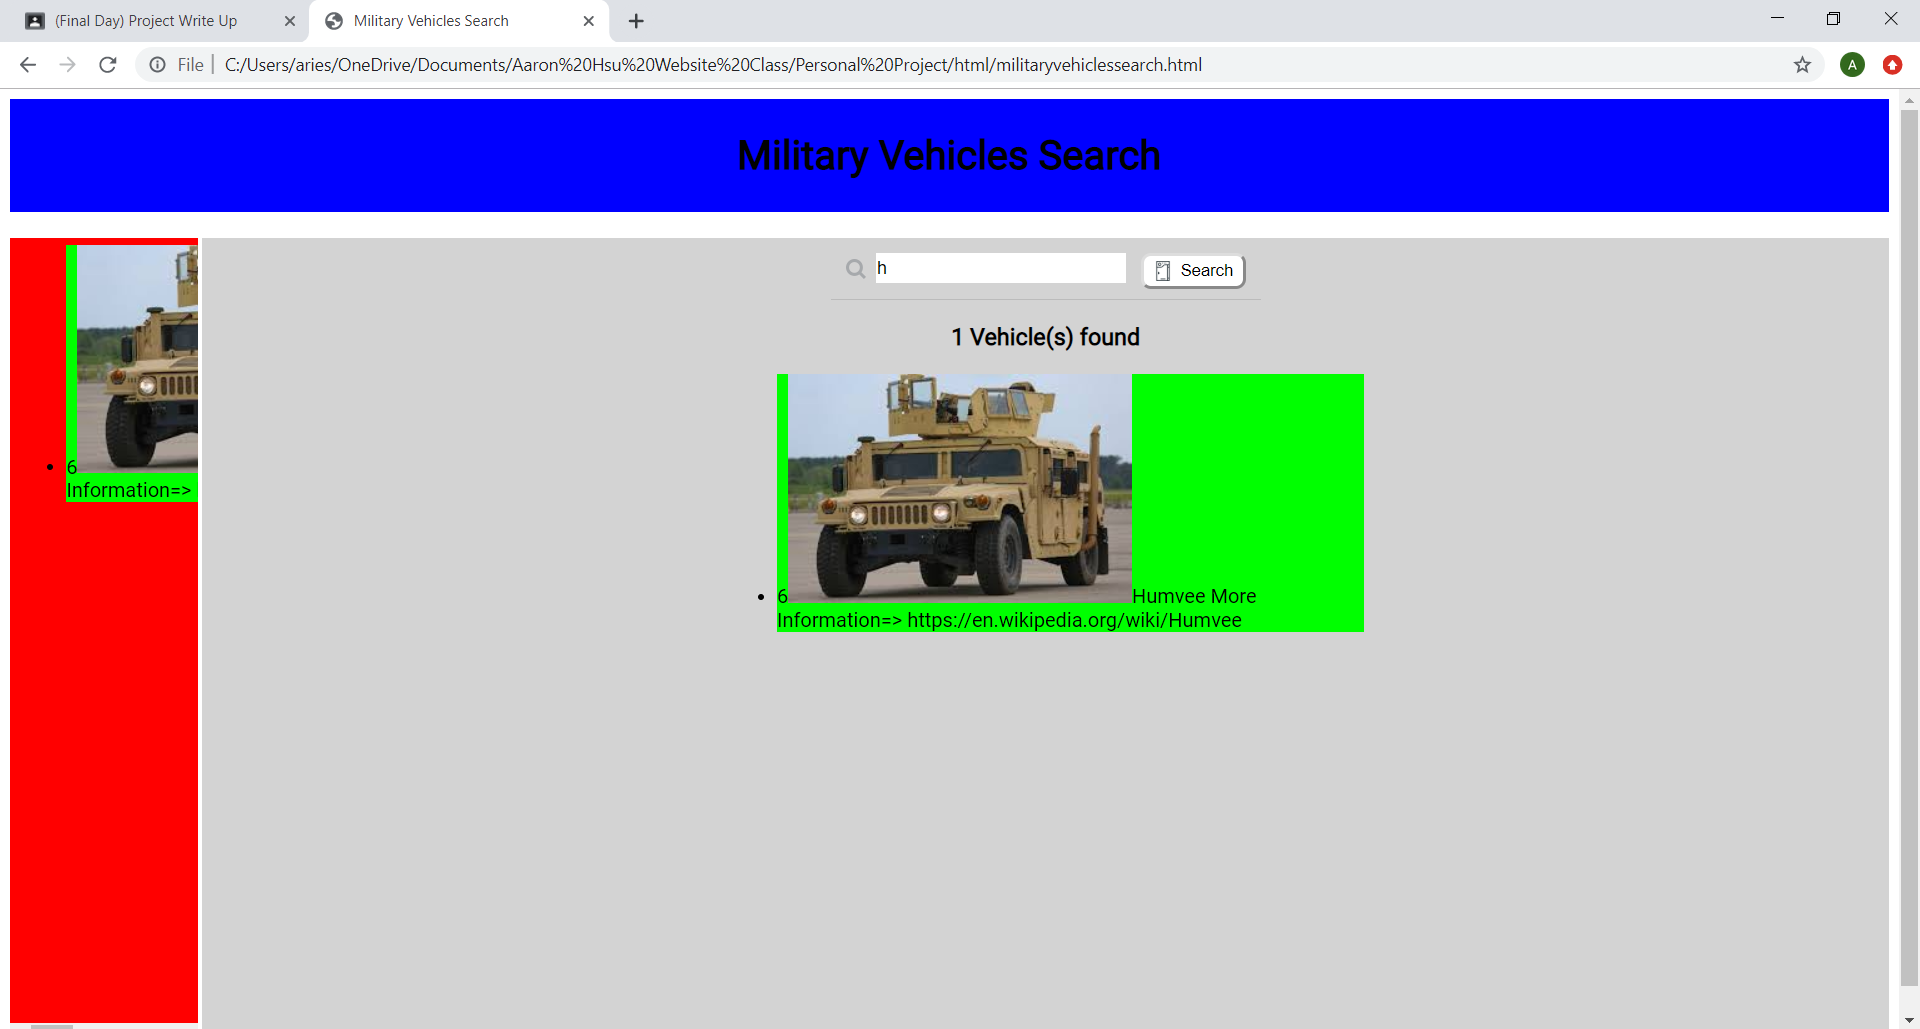 (Final Day) Project Write Up
Military Vehicles Search
File
C:/Users/aries/OneDrive/Documents/Aaron%20Hsu%20Website%20Class/Personal%20Project/html/militaryvehiclessearch.html
A
Military Vehicles Search
h
Search
1 Vehicle(s) found
6
Information=>
6 Humvee More
Information=> https://en.wikipedia.org/wiki/Humvee